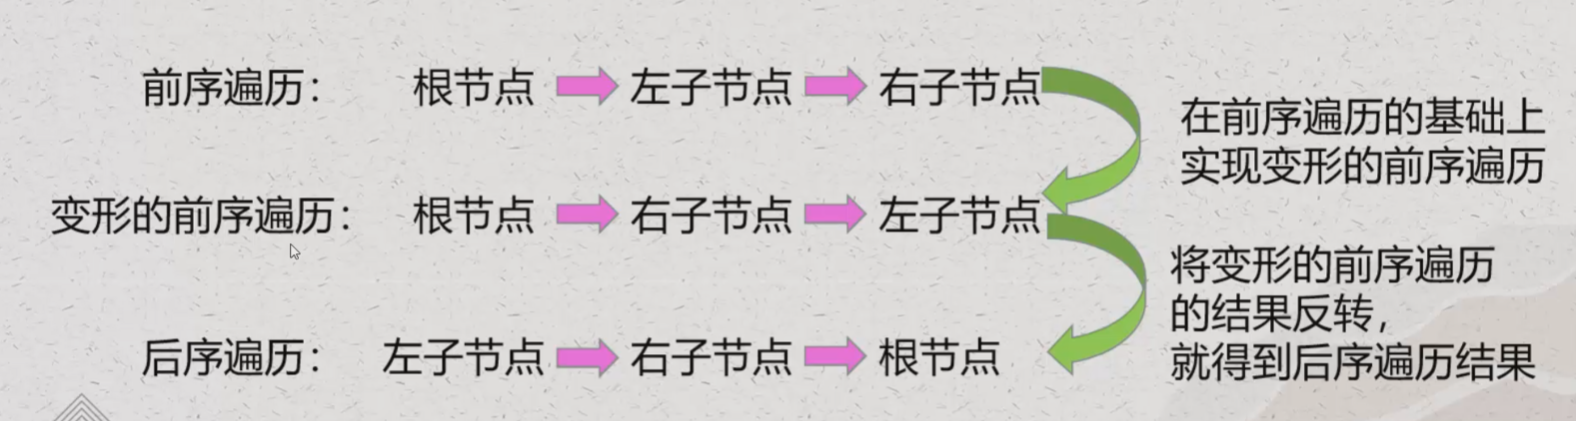 前序遍历： 根节点 左子节点 右子节点
在前序遍历的基础上
实现变形的前序遍历
变形的前序遍历： 根节点 右子节点 左子节点
将变形的前序遍历
的结果反转，
就得到后序遍历结果
后序遍历： 左子节点 右子节点 根节点